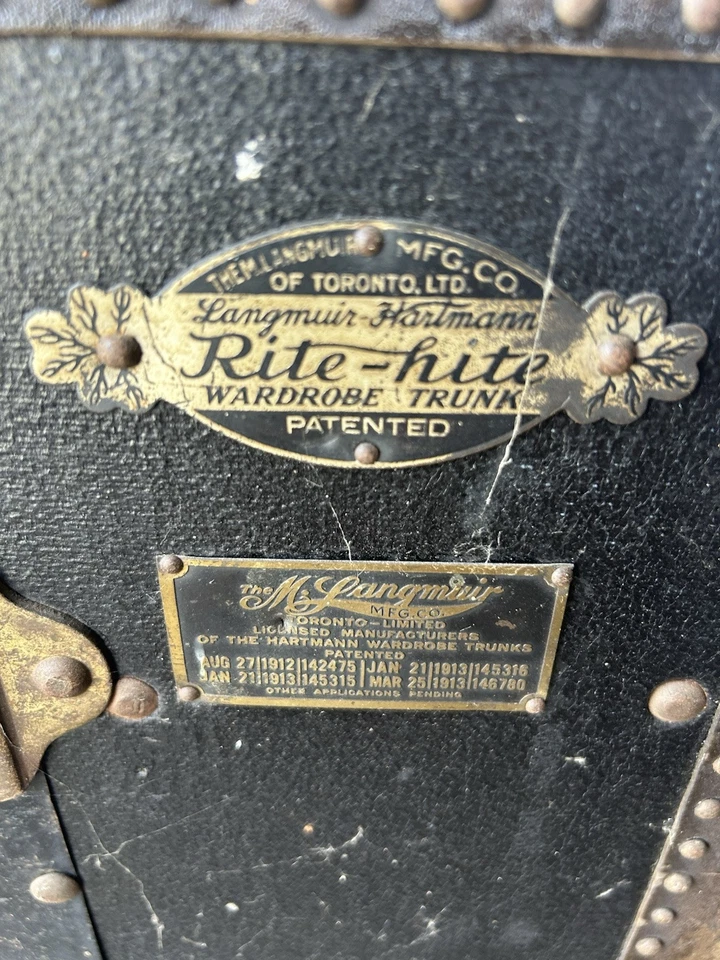 THE M. LANGMUIR MFG. CO.
OF TORONTO, LTD.
Langmuir-Hartmann
Rite-hite
WARDROBE TRUNK
PATENTED
The M. Langmuir
MFG. CO.
TORONTO-LIMITED
LICENSED MANUFACTURERS
OF THE HARTMANN WARDROBE TRUNKS
PATENTED
AUG 27|1912|142475|JAN 21|1913|145316
JAN 21|1913|145315|MAR 25|1913|146780
OTHER APPLICATIONS PENDING